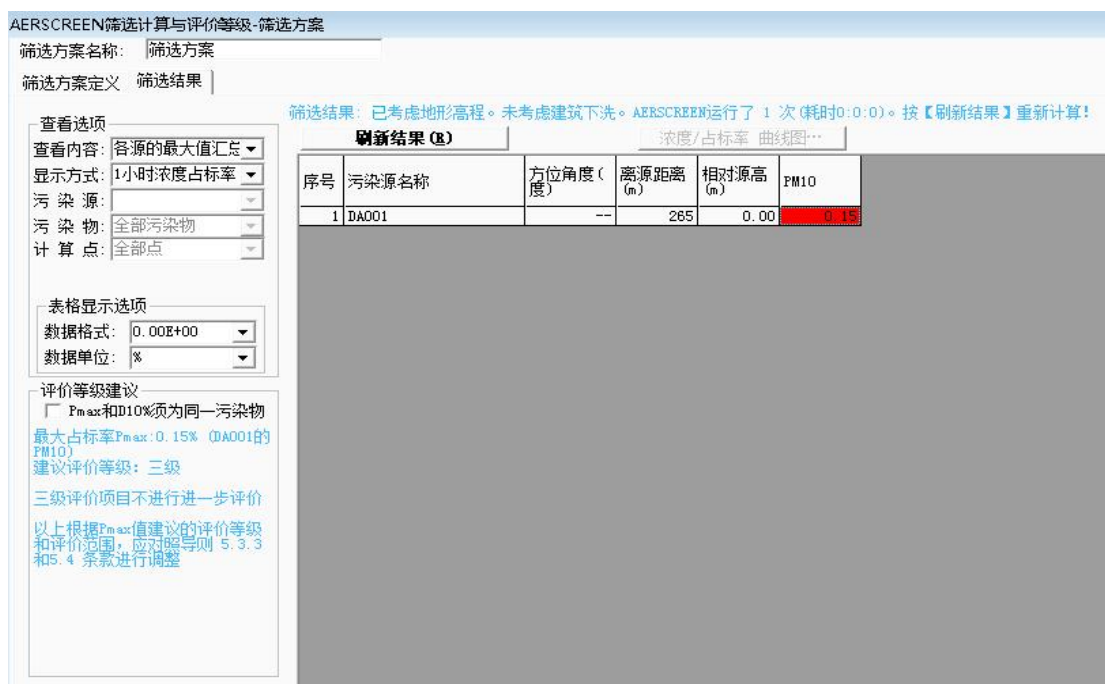 AERSCREEN筛选计算与评价等级-筛选方案
筛选方案名称: 筛选方案
筛选方案定义 筛选结果
筛选结果: 已考虑地形高程。未考虑建筑下洗。AERSCREEN运行了 1 次(耗时0:0:0)。按【刷新结果】重新计算!
查看选项
查看内容: 各源的最大值汇总
显示方式: 1小时浓度占标率
污 染 源:
污 染 物: 全部污染物
计 算 点: 全部点
表格显示选项
数据格式: 0.00E+00
数据单位: %
评价等级建议
Pmax和D10%须为同一污染物
最大占标率Pmax:0.15% (DA001的
PM10)
建议评价等级: 三级
三级评价项目不进行进一步评价
以上根据Pmax值建议的评价等级
和评价范围,应对照导则 5.3.3
和5.4 条款进行调整
刷新结果(R)
浓度/占标率 曲线图…
序号 污染源名称 方位角度(度) 离源距离(m) 相对源高(m) PM10
1 DA001 -- 265 0.00 0.15